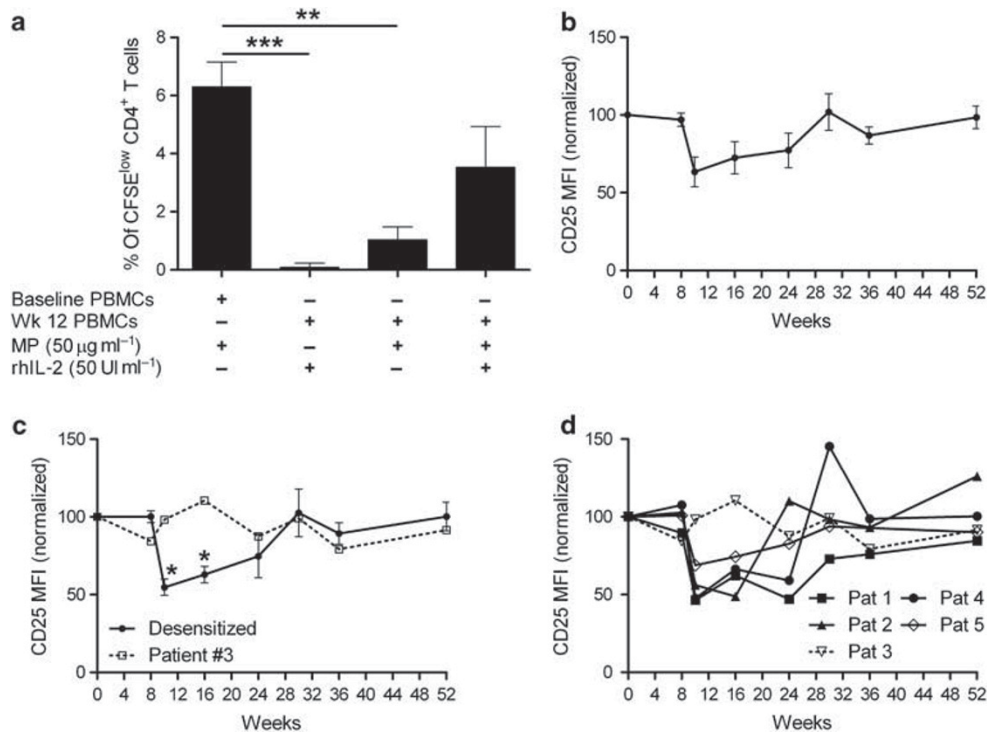 a
**
***
8
6
4
2
0
% Of CFSElow CD4+ T cells
Baseline PBMCs + – – –
Wk 12 PBMCs – + + +
MP (50 µg ml–1) + – + +
rhIL-2 (50 UI ml–1) – + – +
b
150
100
50
0
CD25 MFI (normalized)
0 4 8 12 16 20 24 28 32 36 40 44 48 52
Weeks
c
150
100
50
0
CD25 MFI (normalized)
* *
Desensitized
Patient #3
0 4 8 12 16 20 24 28 32 36 40 44 48 52
Weeks
d
150
100
50
0
CD25 MFI (normalized)
Pat 1 Pat 4
Pat 2 Pat 5
Pat 3
0 4 8 12 16 20 24 28 32 36 40 44 48 52
Weeks